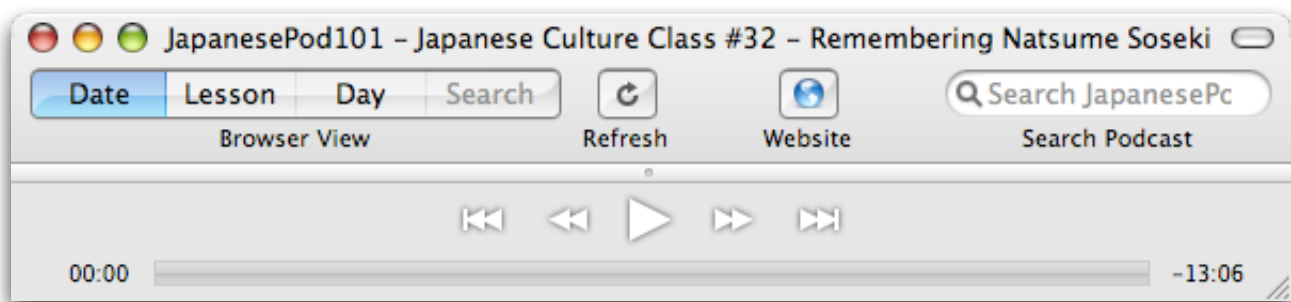 JapanesePod101 – Japanese Culture Class #32 – Remembering Natsume Soseki
Date Lesson Day Search Search JapanesePc
Browser View Refresh Website Search Podcast
00:00 -13:06